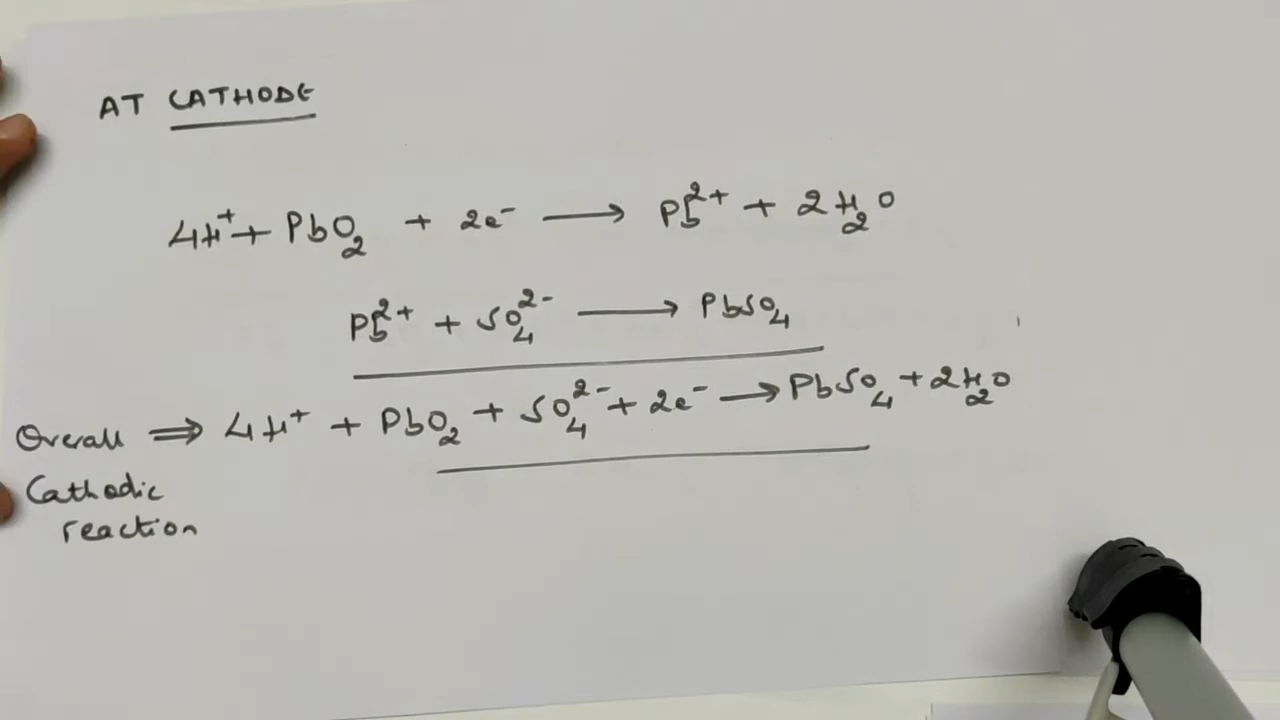 AT CATHODE
4H⁺ + PbO₂ + 2e⁻ ⟶ Pb²⁺ + 2H₂O
Pb²⁺ + SO₄²⁻ ⟶ PbSO₄
Overall ⇒ 4H⁺ + PbO₂ + SO₄²⁻ + 2e⁻ ⟶ PbSO₄ + 2H₂O
Cathodic
reaction